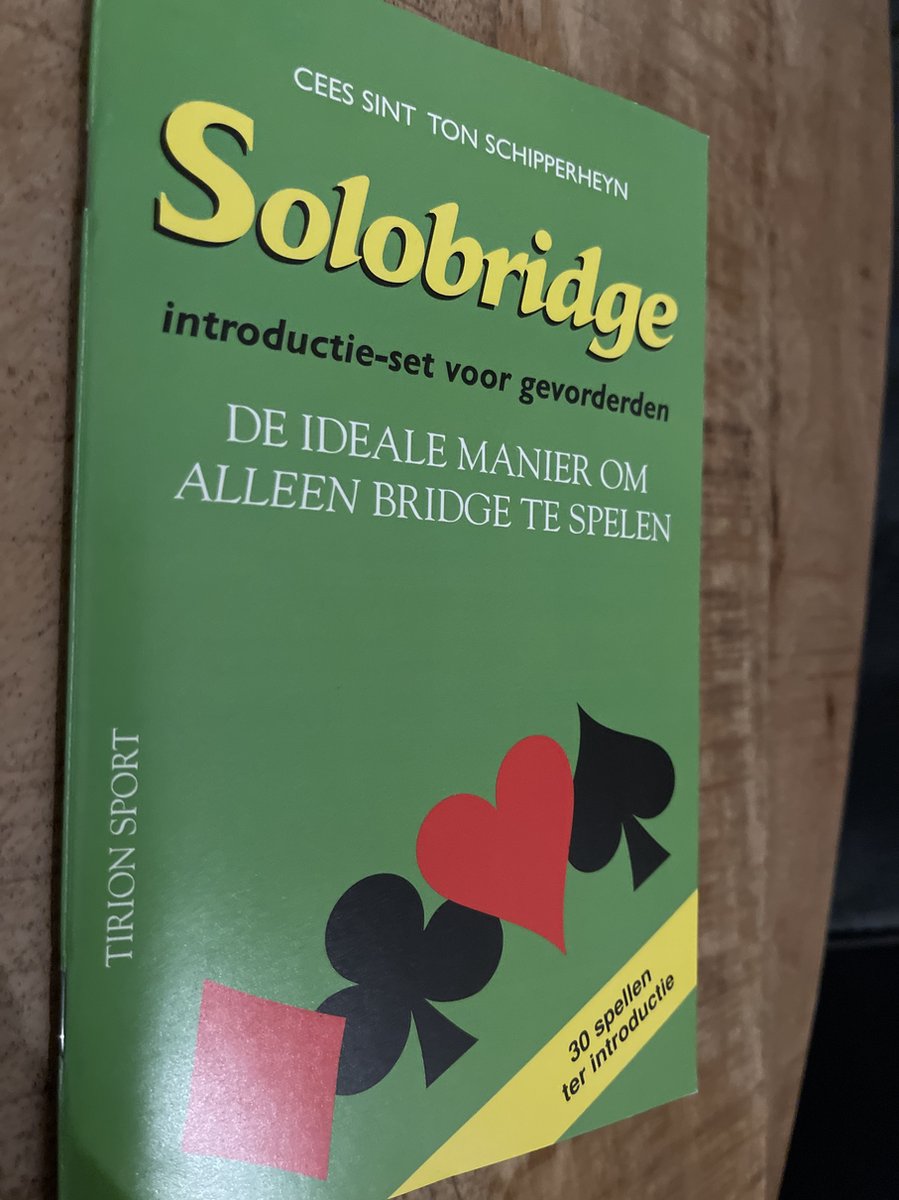 CEES SINT TON SCHIPPERHEYN
Solobridge
introductie-set voor gevorderden
DE IDEALE MANIER OM
ALLEEN BRIDGE TE SPELEN
TIRION SPORT
30 spellen
ter introductie